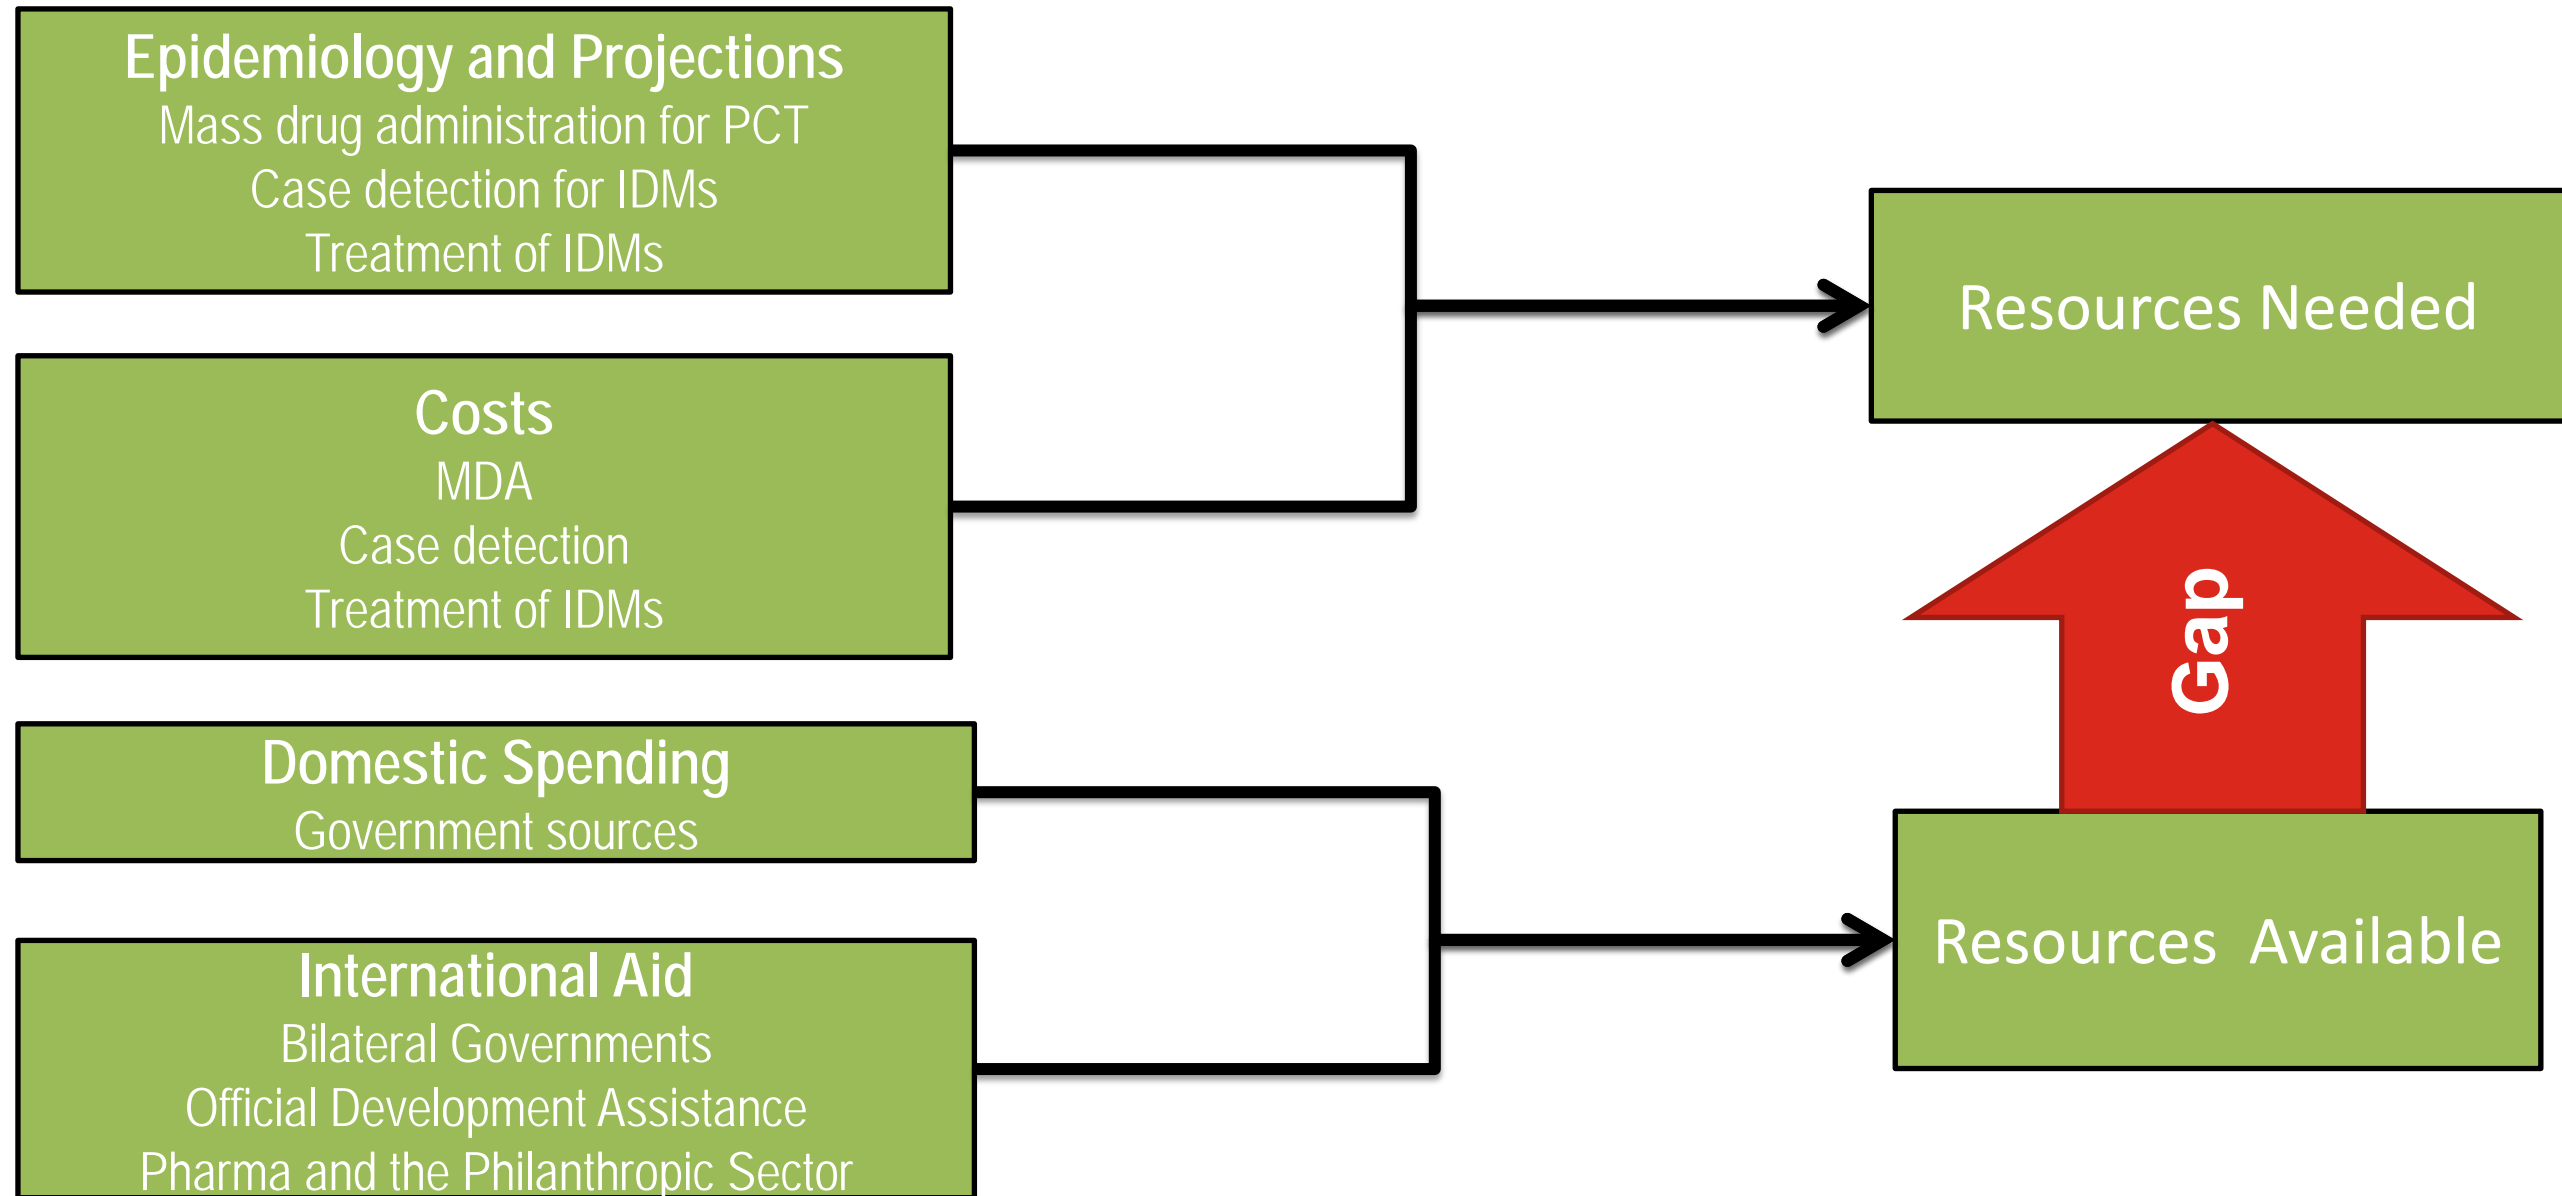 Epidemiology and Projections
Mass drug administration for PCT
Case detection for IDMs
Treatment of IDMs
Costs
MDA
Case detection
Treatment of IDMs
Domestic Spending
Government sources
International Aid
Bilateral Governments
Official Development Assistance
Pharma and the Philanthropic Sector
Resources Needed
Gap
Resources Available